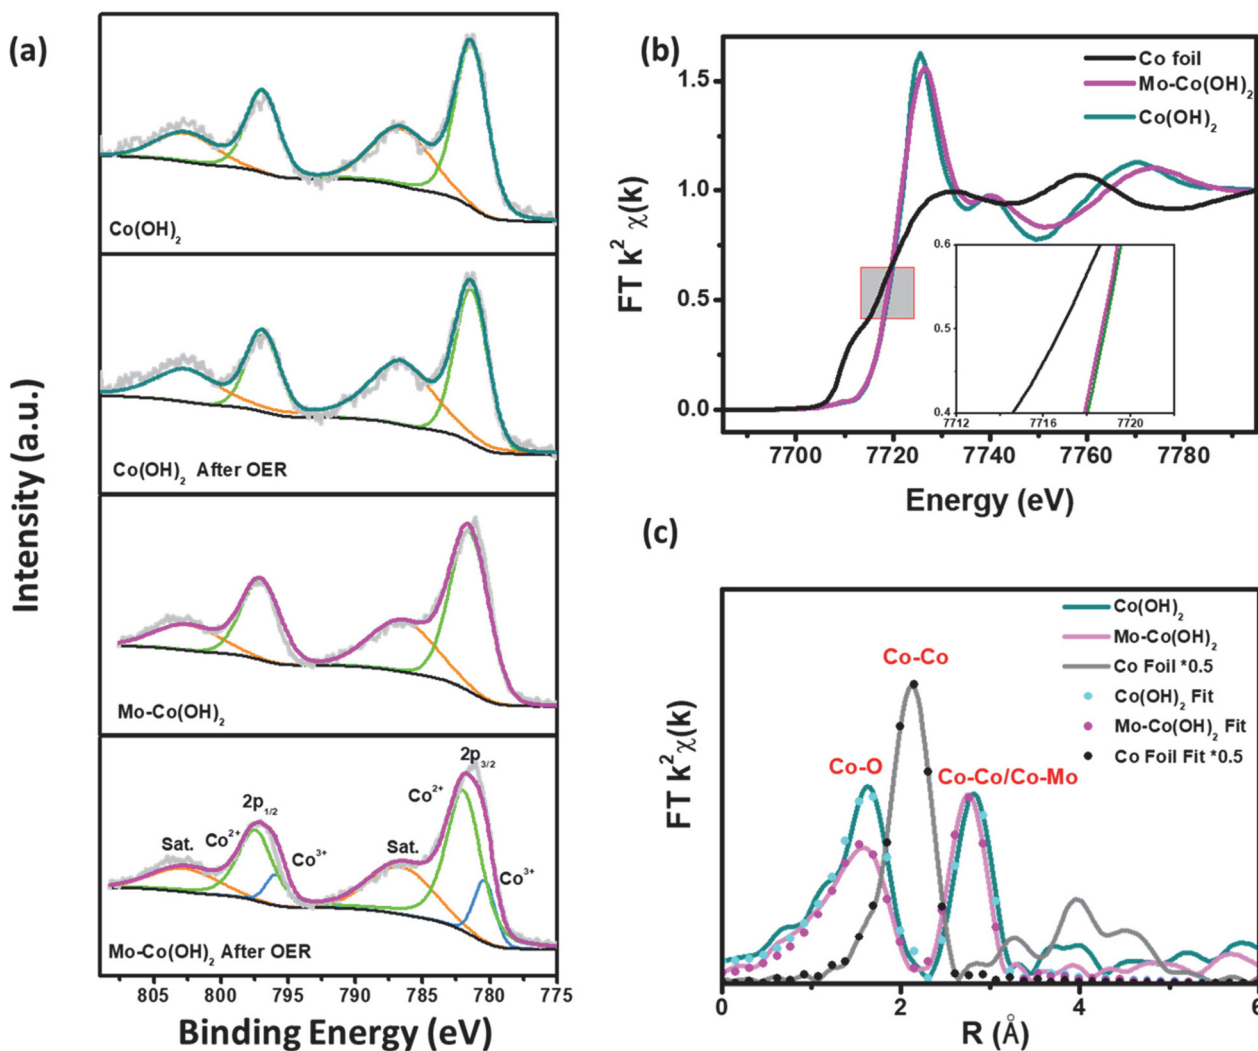 (a)
Intensity (a.u.)
Co(OH)₂
Co(OH)₂ After OER
Mo-Co(OH)₂
2p₃/₂
Co²⁺
2p₁/₂
Co²⁺
Sat.
Sat.
Co³⁺
Co³⁺
Mo-Co(OH)₂ After OER
805 800 795 790 785 780 775
Binding Energy (eV)
(b)
FT k² χ(k)
1.5
1.0
0.5
0.0
Co foil
Mo-Co(OH)₂
Co(OH)₂
0.6
0.5
0.4
7712 7716 7720
7700 7720 7740 7760 7780
Energy (eV)
(c)
FT k² χ(k)
Co(OH)₂
Mo-Co(OH)₂
Co Foil *0.5
Co(OH)₂ Fit
Mo-Co(OH)₂ Fit
Co Foil Fit *0.5
Co-Co
Co-O
Co-Co/Co-Mo
0 2 4 6
R (Å)